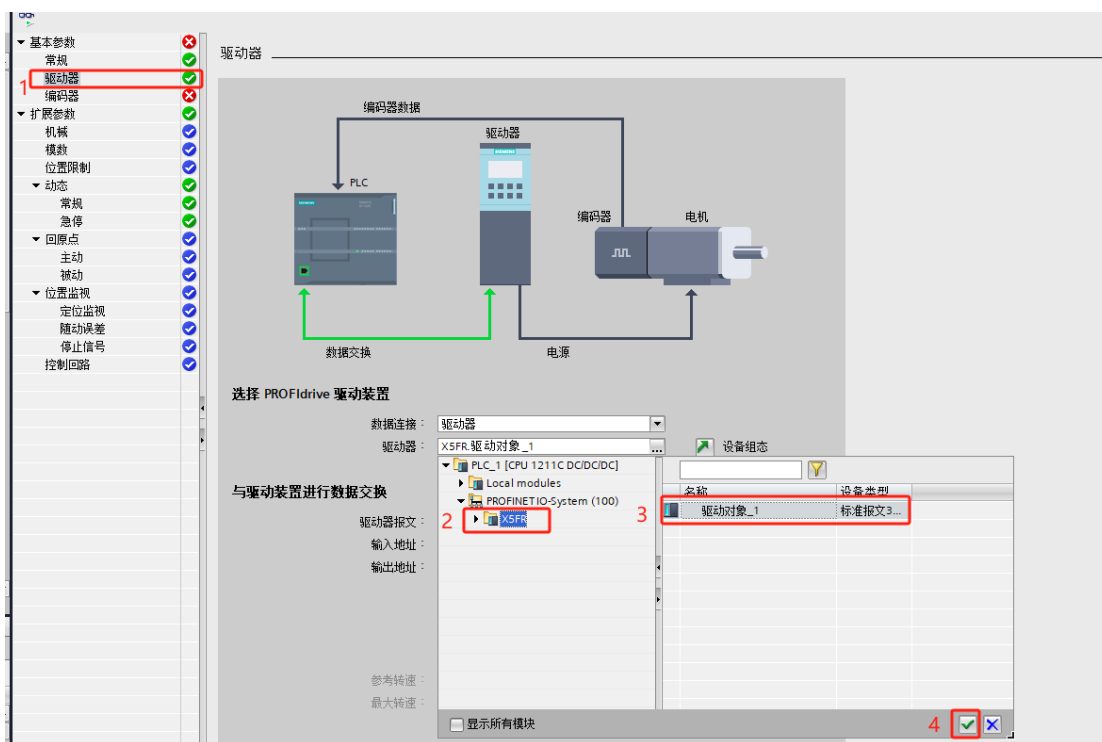 基本参数
常规
1
驱动器
编码器
扩展参数
机械
模数
位置限制
动态
常规
急停
回原点
主动
被动
位置监视
定位监视
随动误差
停止信号
控制回路
驱动器
编码器数据
驱动器
PLC
编码器
电机
数据交换
电源
选择 PROFIdrive 驱动装置
数据连接：
驱动器
驱动器：
X5FR.驱动对象_1
...
设备组态
PLC_1 [CPU 1211C DC/DC/DC]
Local modules
PROFINET IO-System (100)
2
X5FR
名称
设备类型
3
驱动对象_1
标准报文3...
与驱动装置进行数据交换
驱动器报文：
输入地址：
输出地址：
参考转速：
最大转速：
显示所有模块
4